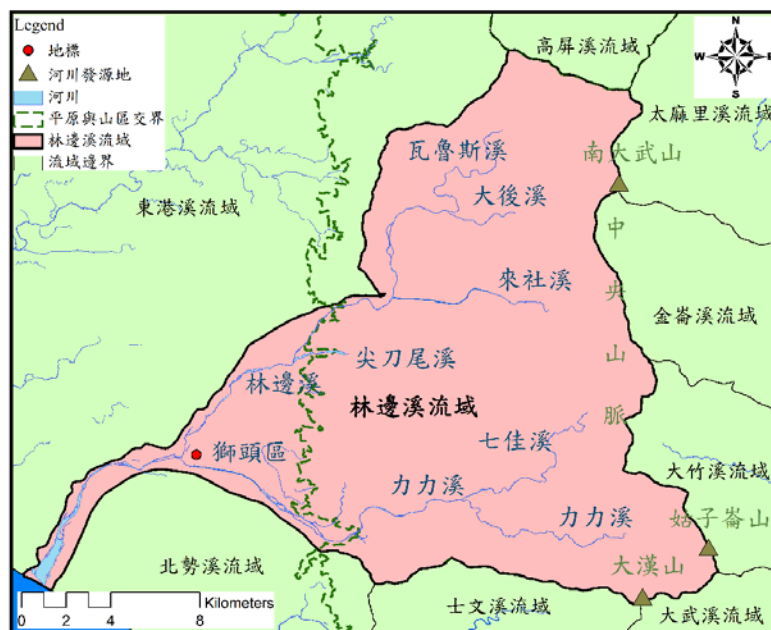 Legend
地標
河川發源地
河川
平原與山區交界
林邊溪流域
流域邊界
N
W
E
S
高屏溪流域
太麻里溪流域
瓦魯斯溪
南大武山
大後溪
東港溪流域
中央山脈
來社溪
金崙溪流域
尖刀尾溪
林邊溪
林邊溪流域
七佳溪
獅頭區
大竹溪流域
力力溪
力力溪
姑子崙山
北勢溪流域
大漢山
士文溪流域
大武溪流域
Kilometers
0 2 4 8